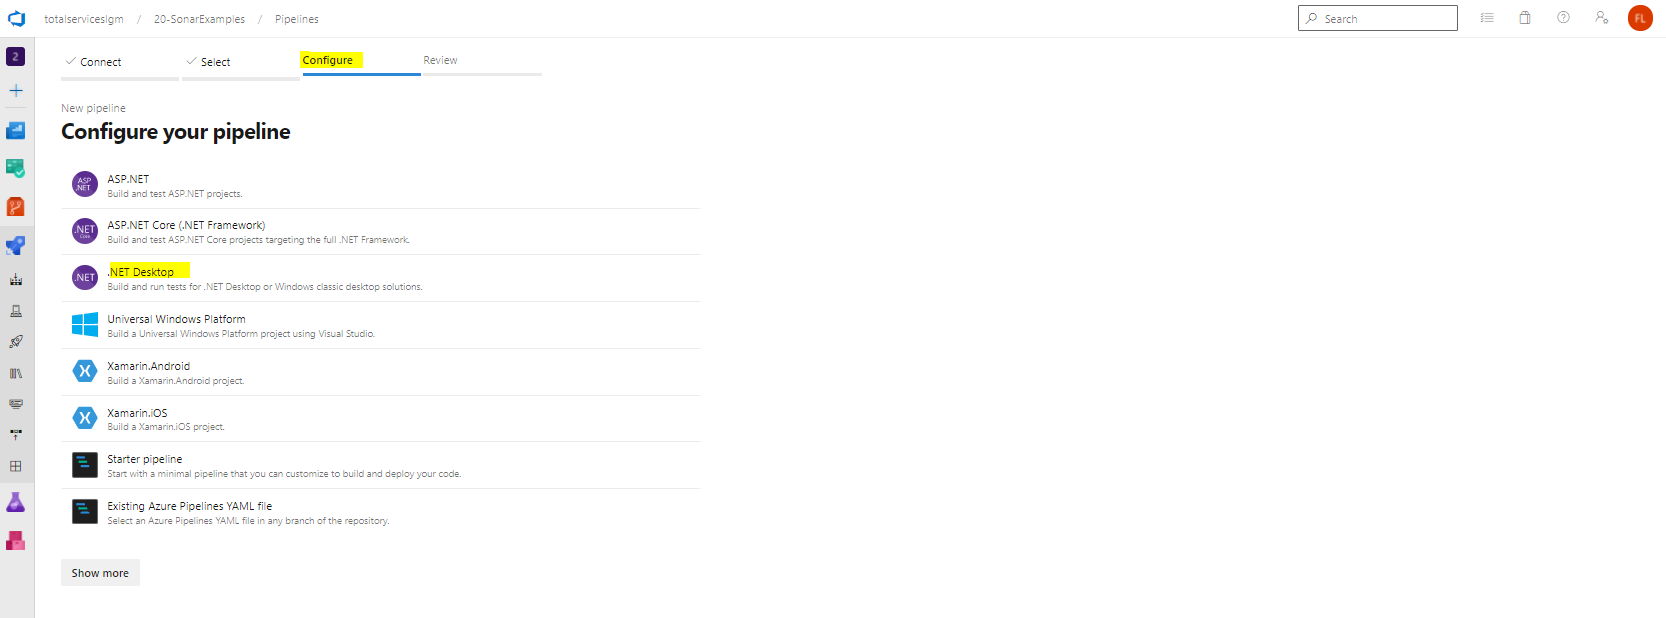 totalserviceslgm / 20-SonarExamples / Pipelines
Search
FL
2
Connect
Select
Configure
Review
New pipeline
Configure your pipeline
ASP.NET
ASP
.NET
Build and test ASP.NET projects.
ASP.NET Core (.NET Framework)
.NET
Core
Build and test ASP.NET Core projects targeting the full .NET Framework.
.NET Desktop
.NET
Build and run tests for .NET Desktop or Windows classic desktop solutions.
Universal Windows Platform
Build a Universal Windows Platform project using Visual Studio.
Xamarin.Android
Build a Xamarin.Android project.
Xamarin.iOS
Build a Xamarin.iOS project.
Starter pipeline
Start with a minimal pipeline that you can customize to build and deploy your code.
Existing Azure Pipelines YAML file
Select an Azure Pipelines YAML file in any branch of the repository.
Show more